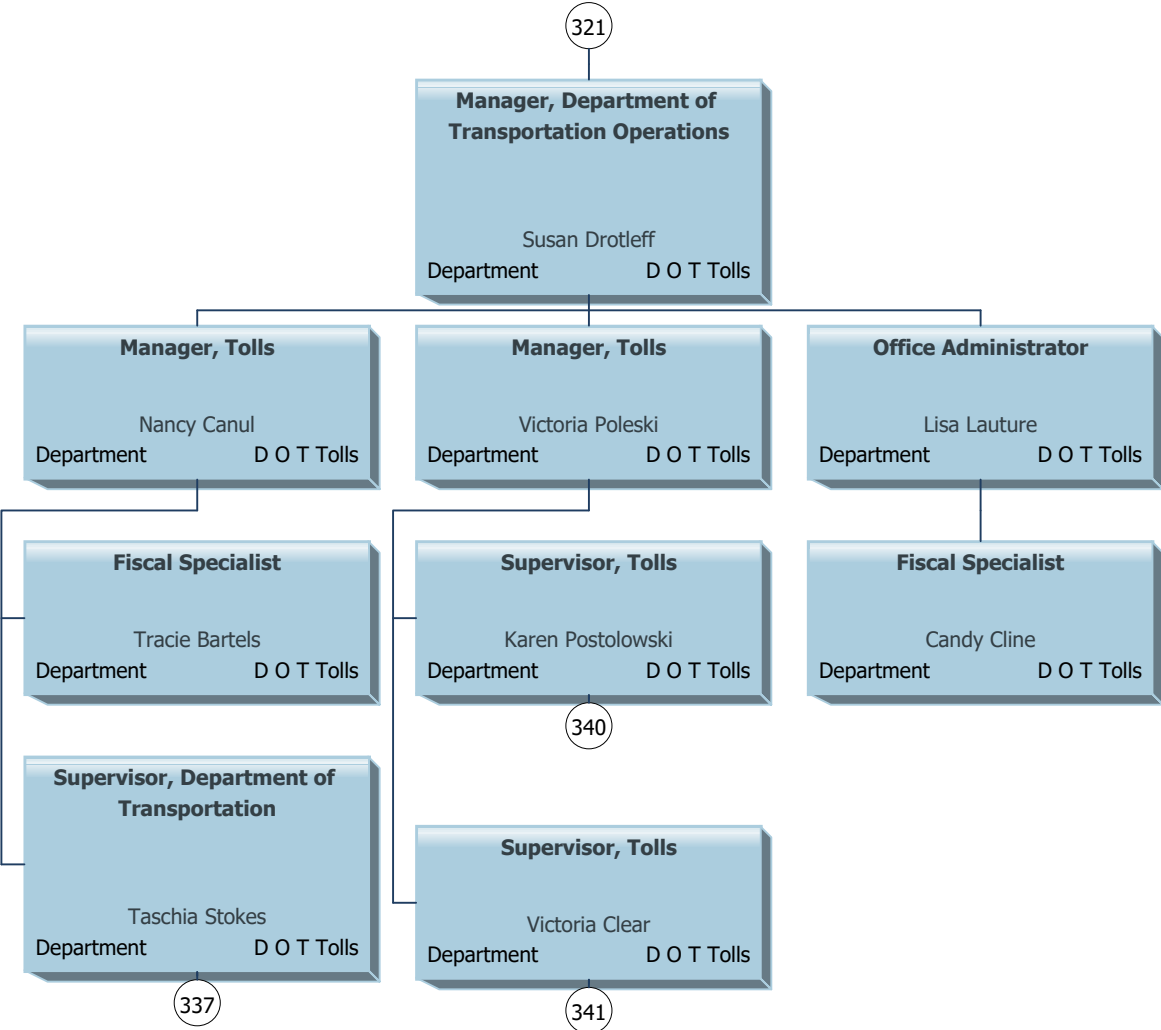 321
Manager, Department of
Transportation Operations
Susan Drotleff
Department D O T Tolls
Manager, Tolls
Nancy Canul
Department D O T Tolls
Manager, Tolls
Victoria Poleski
Department D O T Tolls
Office Administrator
Lisa Lauture
Department D O T Tolls
Fiscal Specialist
Tracie Bartels
Department D O T Tolls
Supervisor, Tolls
Karen Postolowski
Department D O T Tolls
340
Fiscal Specialist
Candy Cline
Department D O T Tolls
Supervisor, Department of
Transportation
Taschia Stokes
Department D O T Tolls
337
Supervisor, Tolls
Victoria Clear
Department D O T Tolls
341